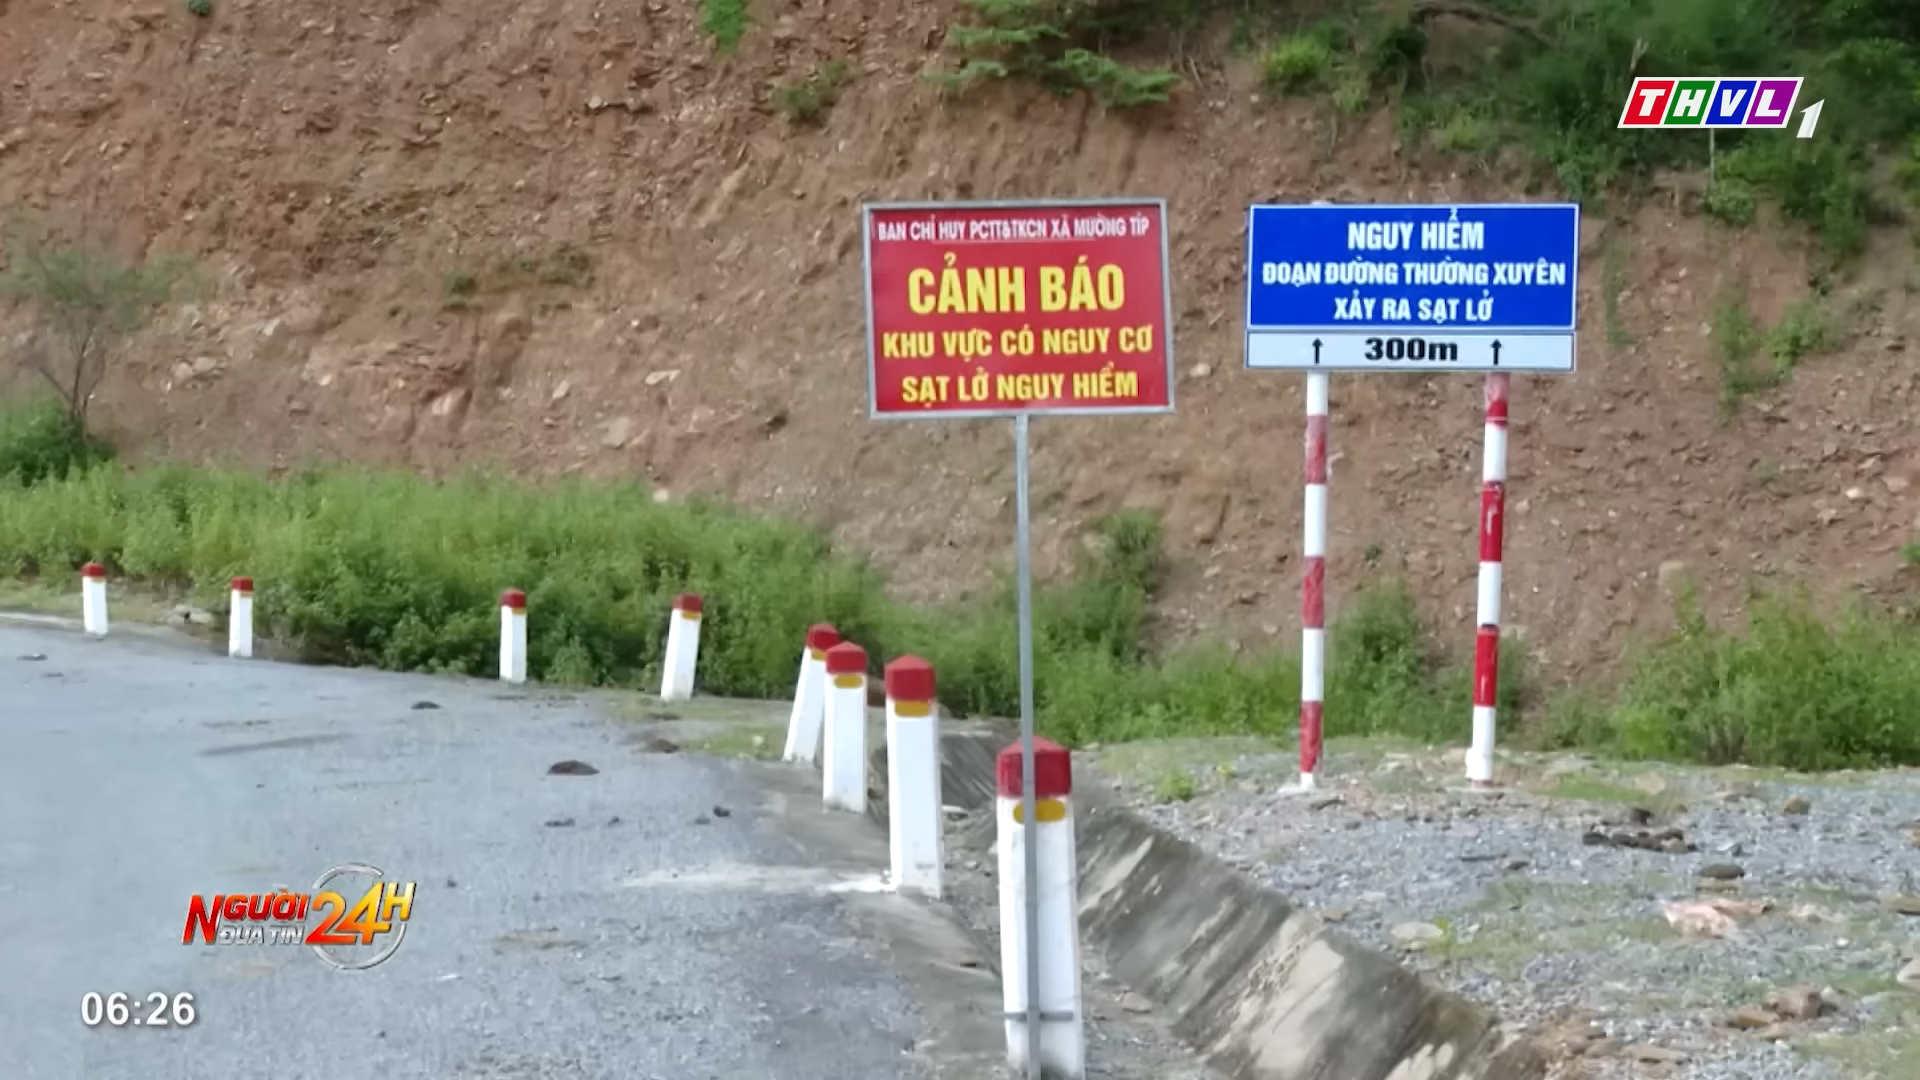 THVL1
BAN CHỈ HUY PCTT&TKCN XÃ MƯỜNG TÍP
CẢNH BÁO
KHU VỰC CÓ NGUY CƠ
SẠT LỞ NGUY HIỂM
NGUY HIỂM
ĐOẠN ĐƯỜNG THƯỜNG XUYÊN
XẢY RA SẠT LỞ
↑ 300m ↑
NGƯỜI
ĐƯA TIN
24H
06:26